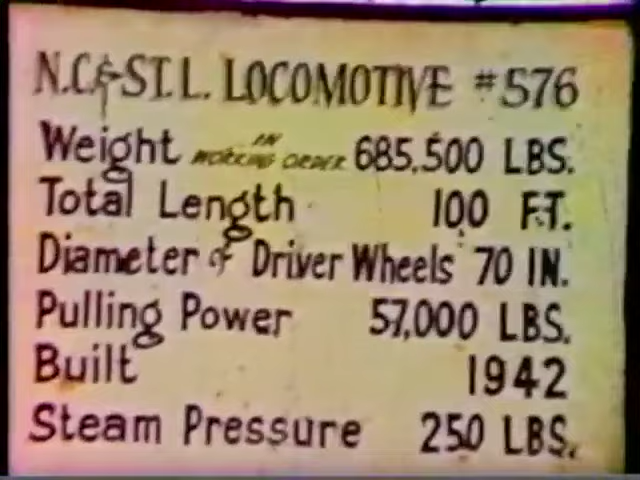 N.C.&ST.L. LOCOMOTIVE #576
Weight IN WORKING ORDER 685,500 LBS.
Total Length 100 FT.
Diameter of Driver Wheels 70 IN.
Pulling Power 57,000 LBS.
Built 1942
Steam Pressure 250 LBS.